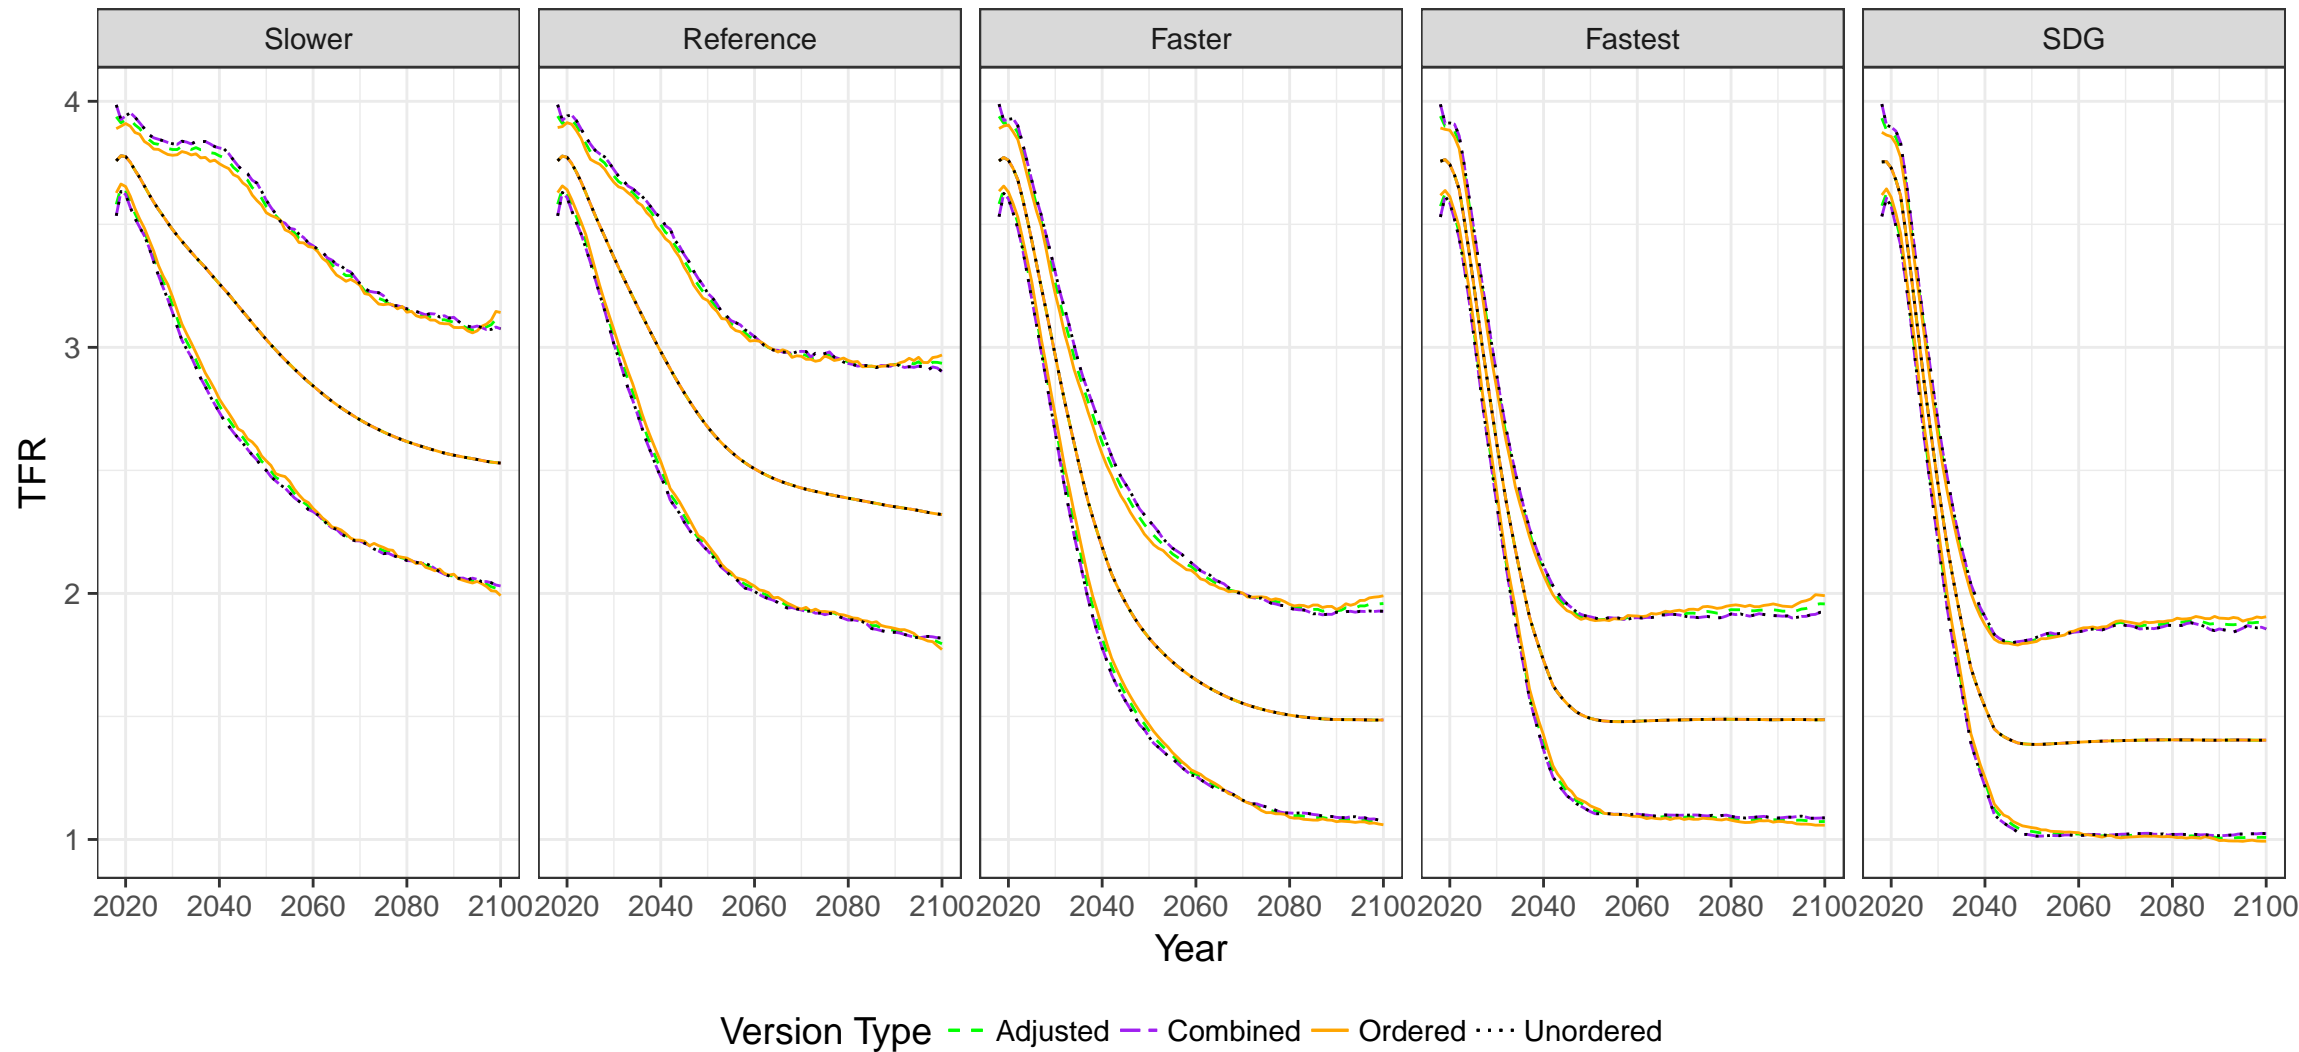 Slower Reference Faster Fastest SDG
4
3
2
1
TFR
2020 2040 2060 2080 2100 2020 2040 2060 2080 2100 2020 2040 2060 2080 2100 2020 2040 2060 2080 2100 2020 2040 2060 2080 2100
Year
Version Type Adjusted Combined Ordered Unordered